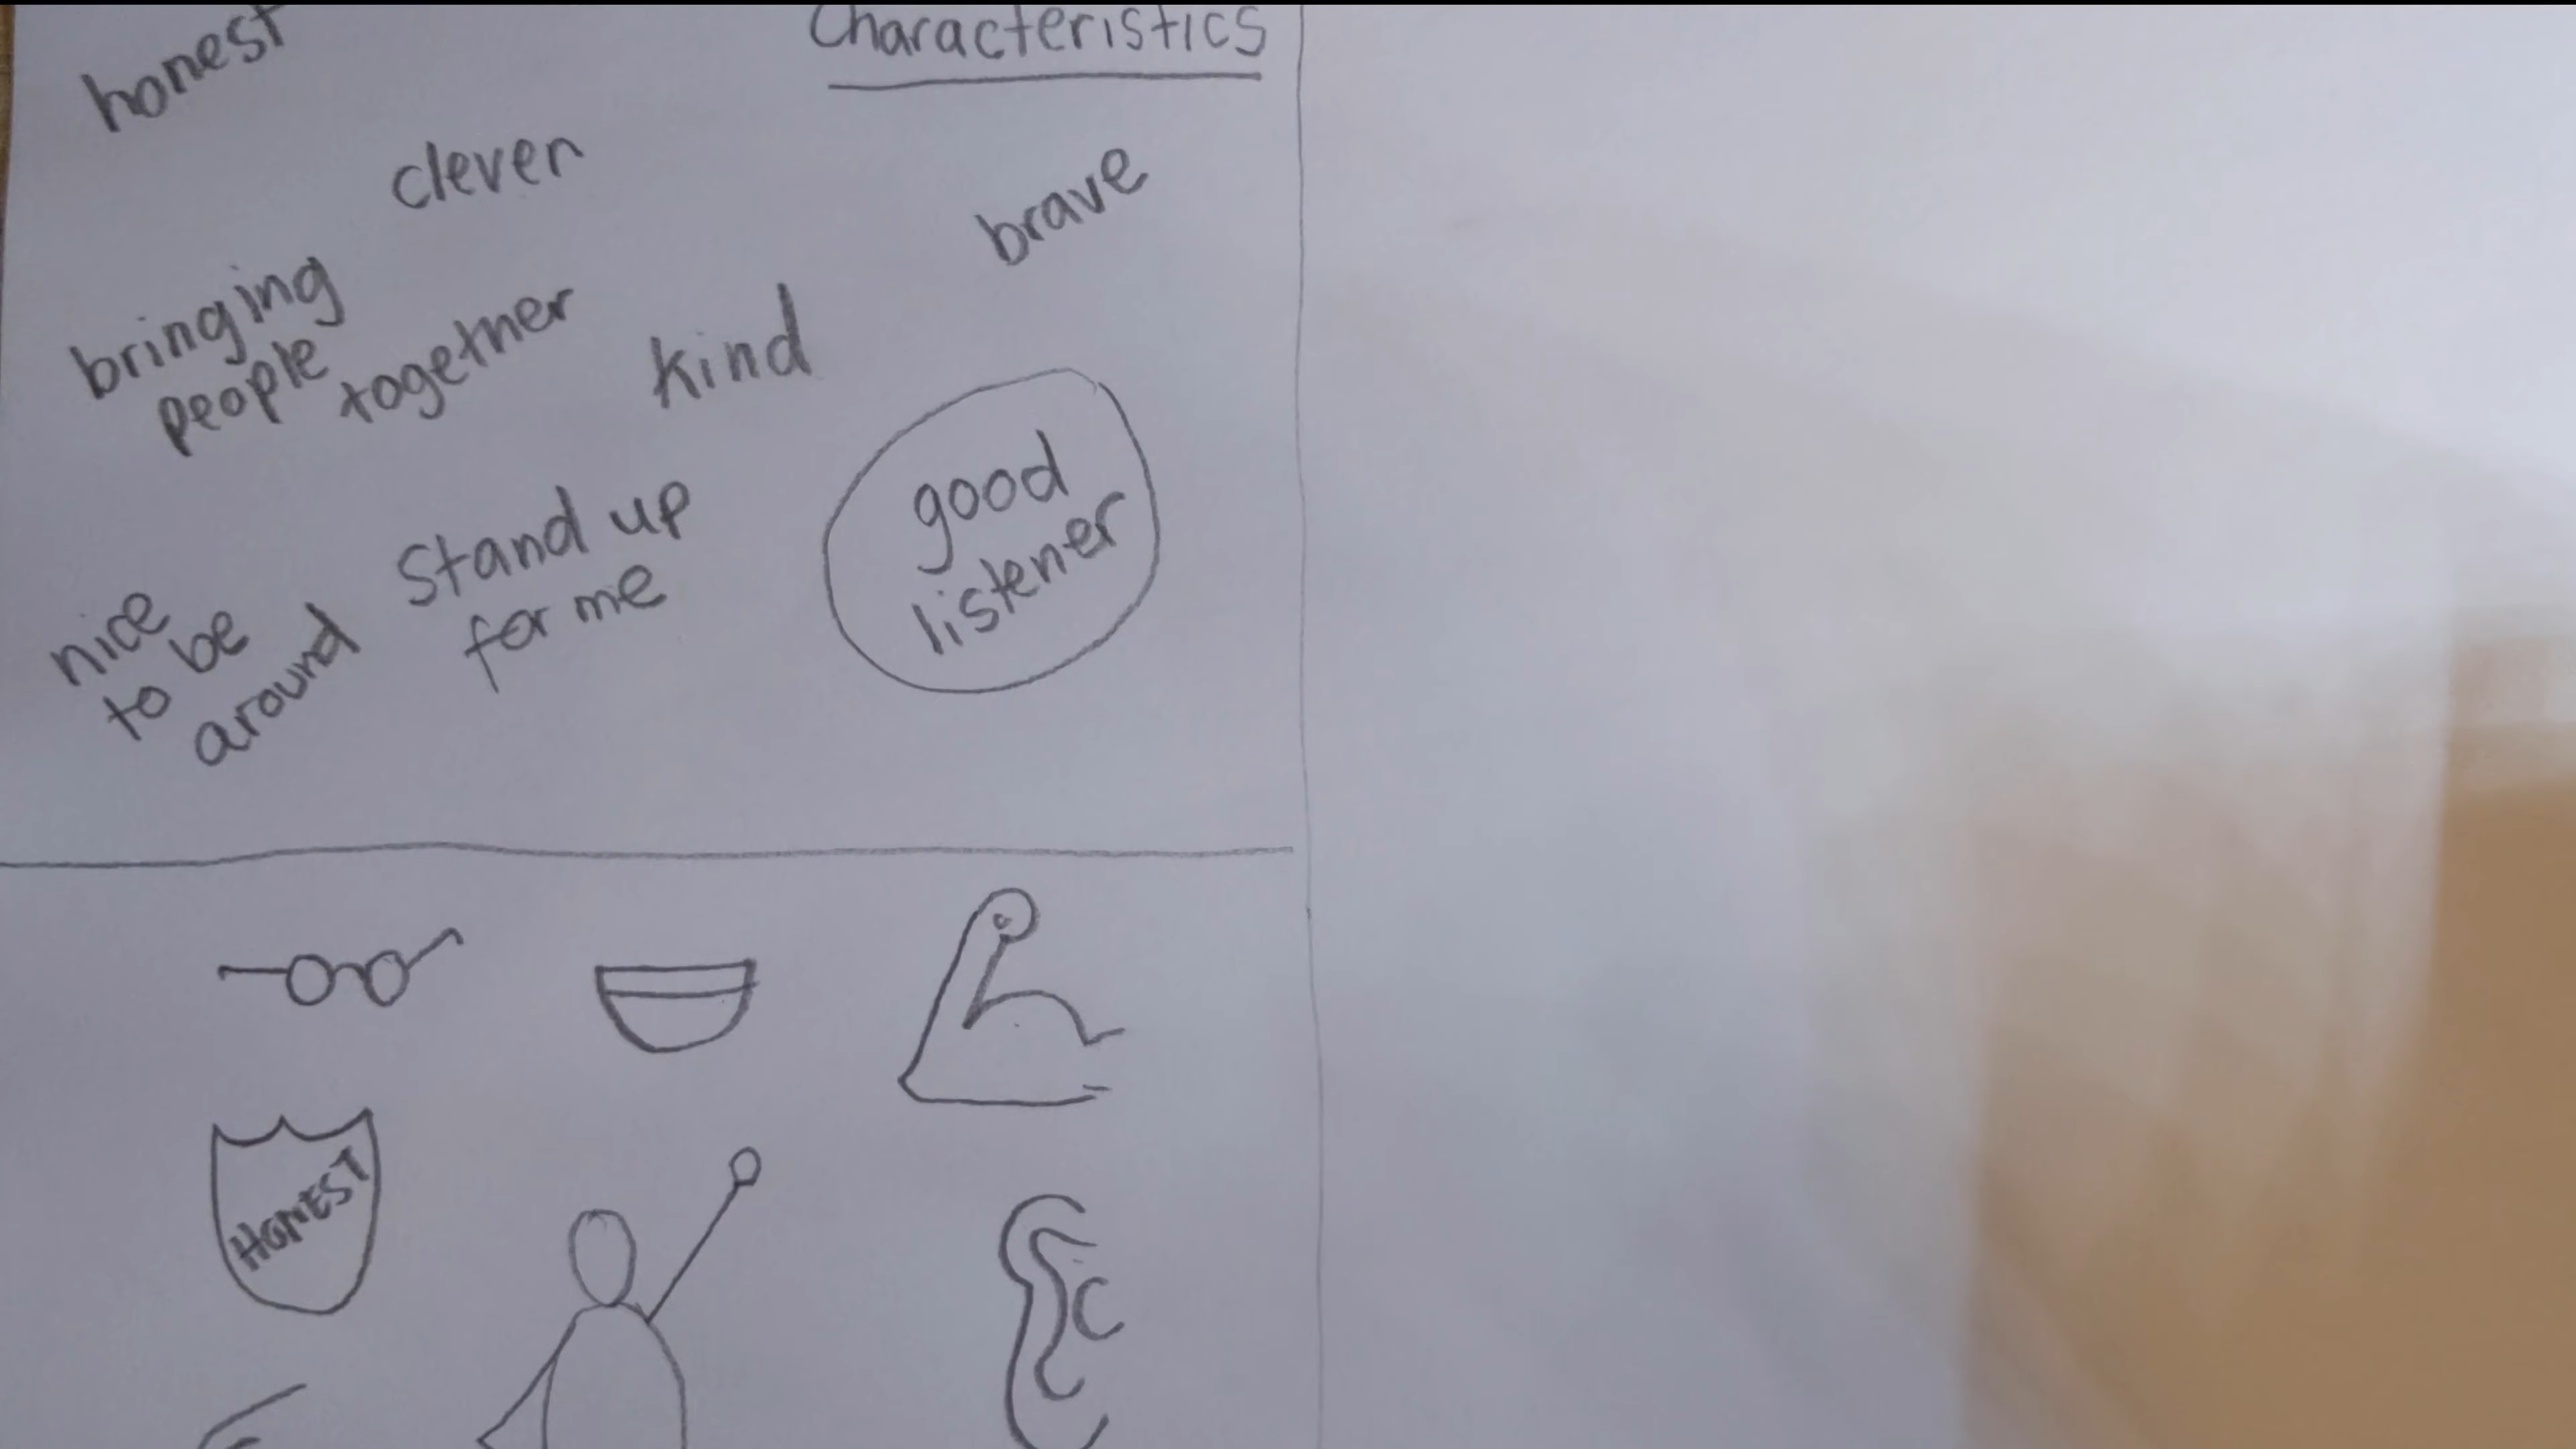 Characteristics
honest
clever
brave
bringing
people together
kind
good
listener
Stand up
for me
nice
to be
around
HONEST